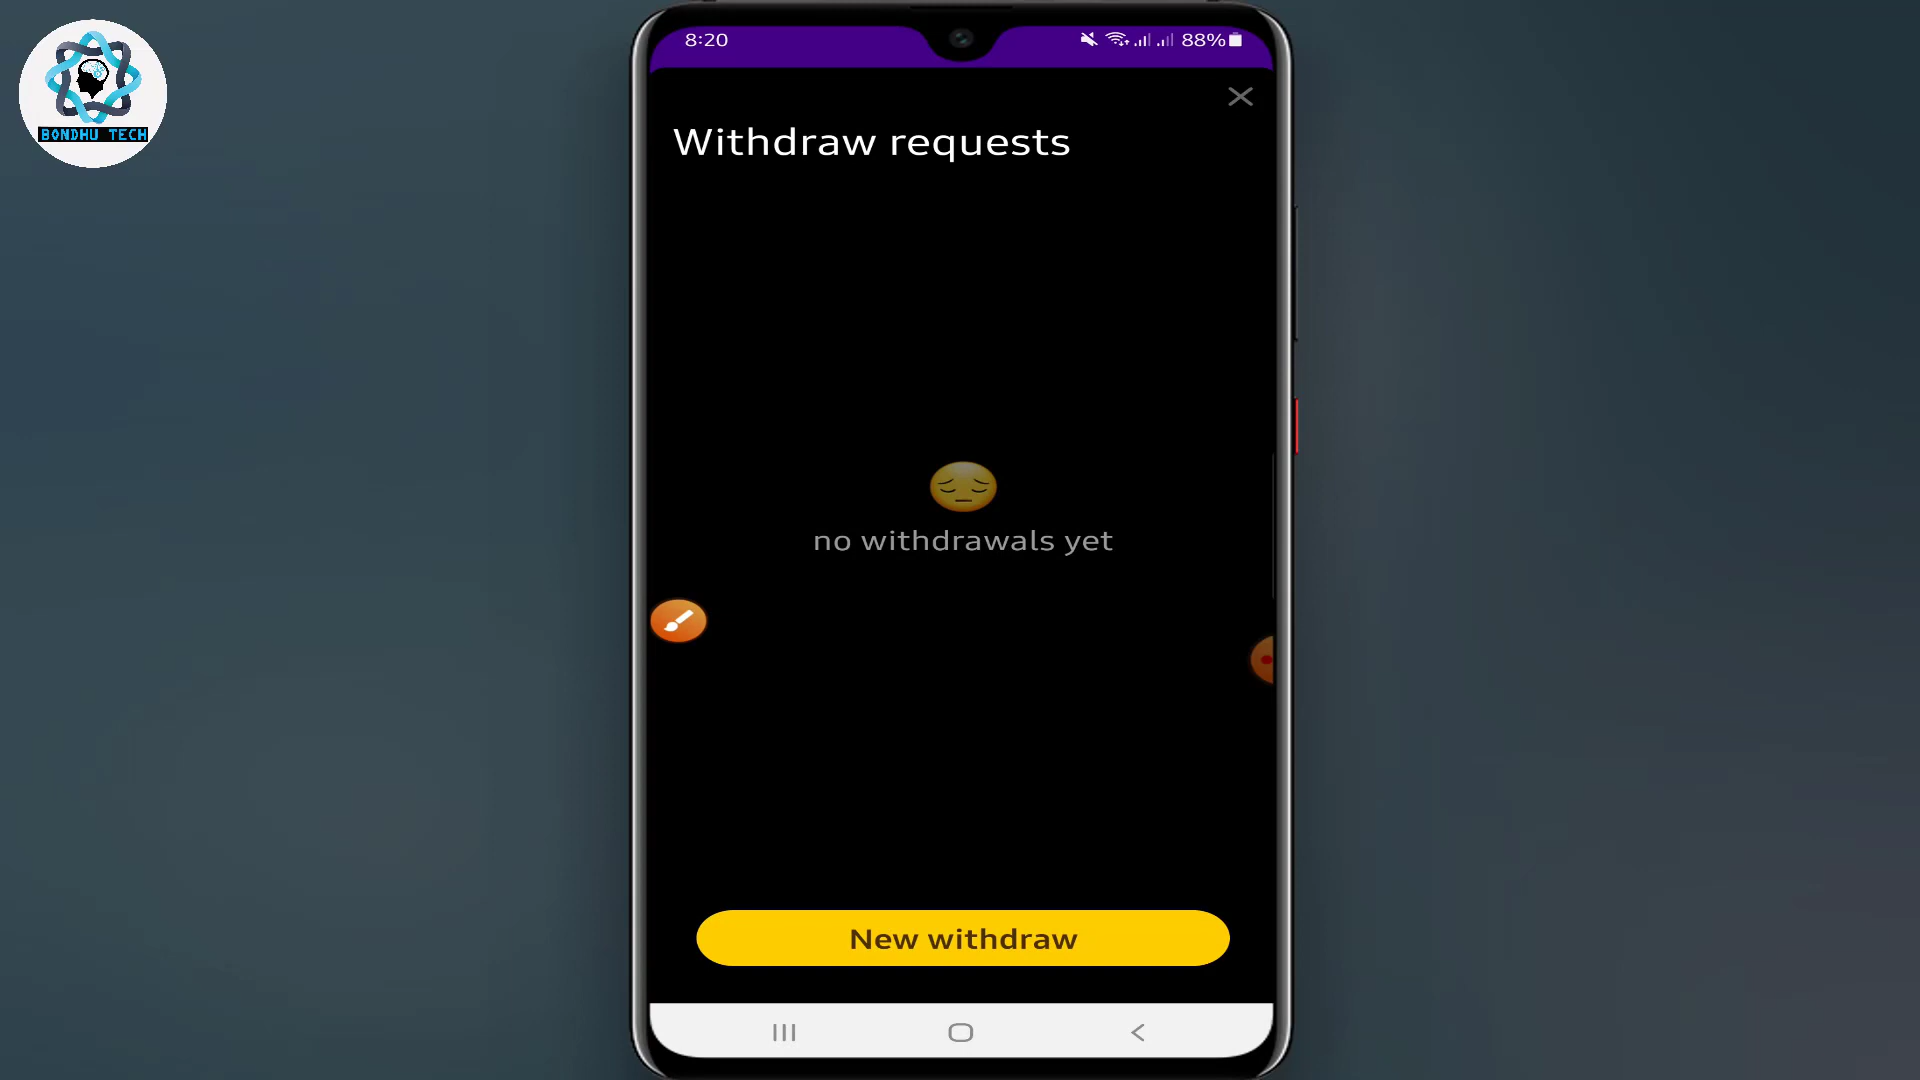 BONDHU TECH
8:20
88%
Withdraw requests
no withdrawals yet
New withdraw